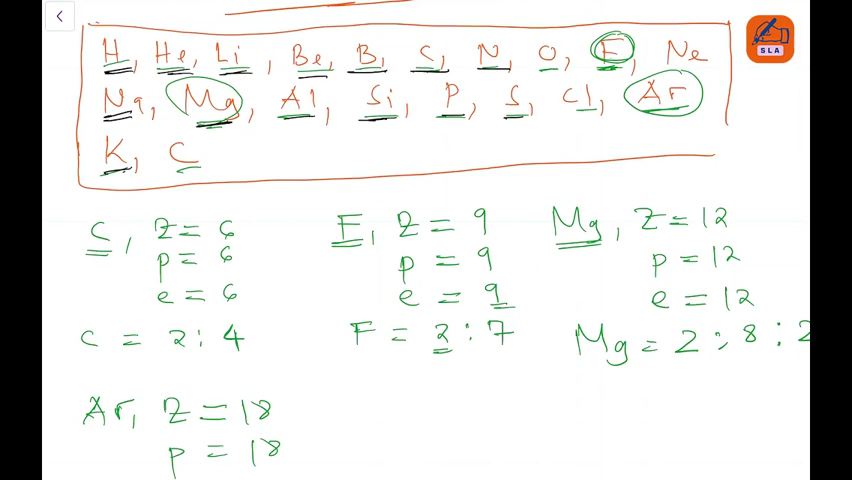 H, He, Li, Be, B, C, N, O, F, Ne
Na, Mg, Al, Si, P, S, Cl, Ar
K, C
SLA
C, Z = 6
p = 6
e = 6
C = 2 : 4
F, Z = 9
p = 9
e = 9
F = 2 : 7
Mg, Z = 12
p = 12
e = 12
Mg = 2 : 8 : 2
Ar, Z = 18
p = 18